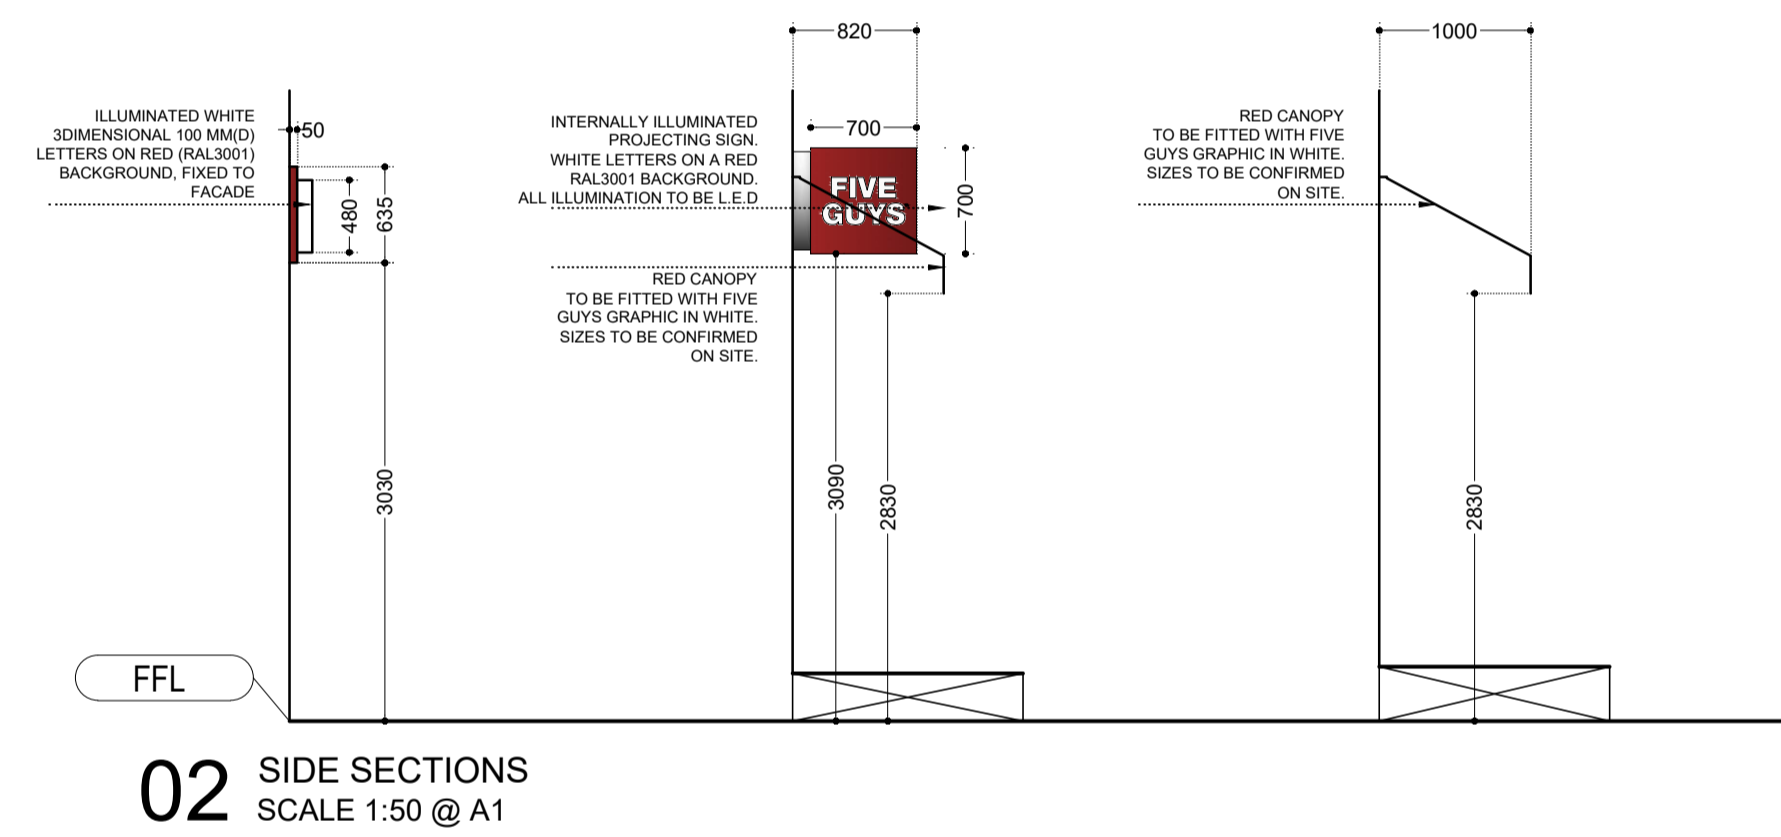 ILLUMINATED WHITE
3DIMENSIONAL 100 MM(D)
LETTERS ON RED (RAL3001)
BACKGROUND, FIXED TO
FACADE
50
480
635
3030
FFL
820
INTERNALLY ILLUMINATED
PROJECTING SIGN.
WHITE LETTERS ON A RED
RAL3001 BACKGROUND.
ALL ILLUMINATION TO BE L.E.D
700
FIVE
GUYS
700
RED CANOPY
TO BE FITTED WITH FIVE
GUYS GRAPHIC IN WHITE.
SIZES TO BE CONFIRMED
ON SITE.
3090
2830
1000
RED CANOPY
TO BE FITTED WITH FIVE
GUYS GRAPHIC IN WHITE.
SIZES TO BE CONFIRMED
ON SITE.
2830
02 SIDE SECTIONS
SCALE 1:50 @ A1